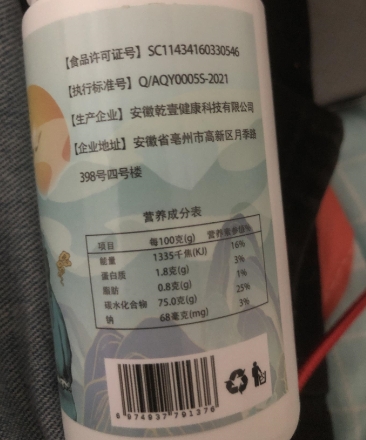 【食品许可证号】SC11434160330546
【执行标准号】Q/AQY0005S-2021
【生产企业】安徽乾壹健康科技有限公司
【企业地址】安徽省亳州市高新区月季路
398号四号楼
营养成分表
项目 每100克(g) 营养素参保%
能量 1335千焦(KJ) 16%
蛋白质 1.8克(g) 3%
脂肪 0.8克(g) 1%
碳水化合物 75.0克(g) 25%
钠 68毫克(mg) 3%
6974937791376